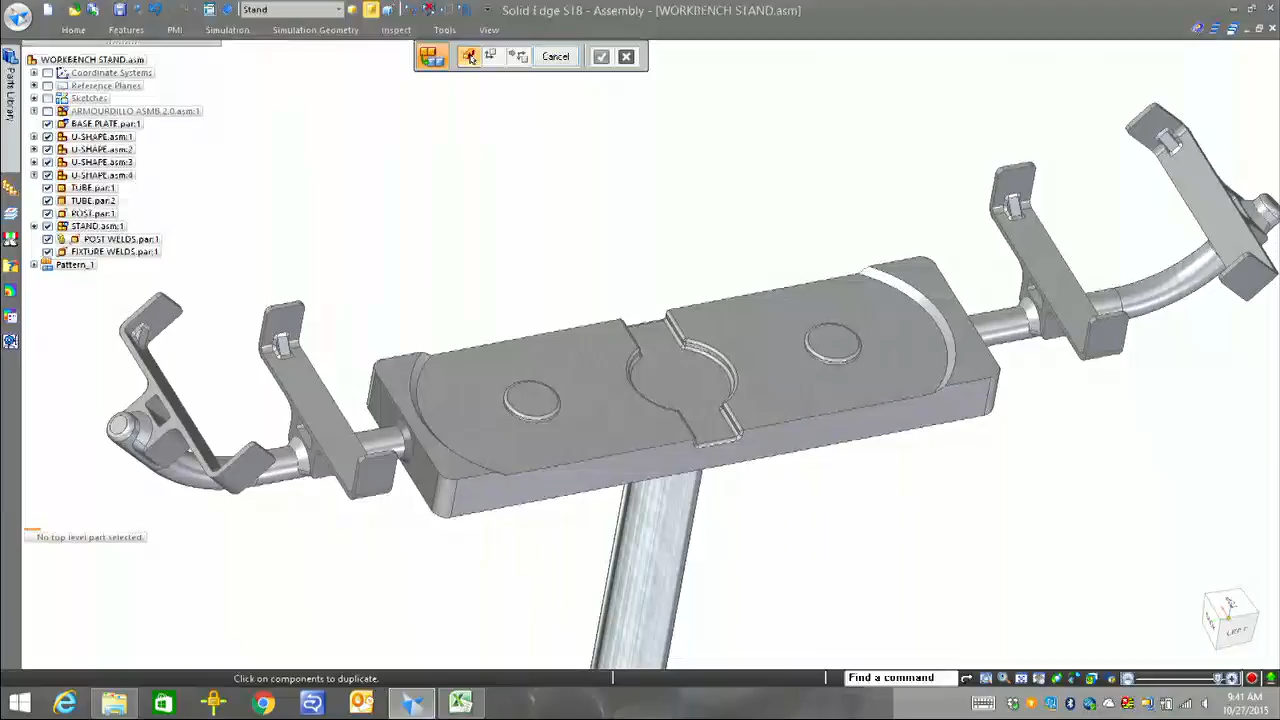 Stand
Solid Edge ST8 - Assembly - [WORKBENCH STAND.asm]
Home Features PMI Simulation Simulation Geometry Inspect Tools View
Cancel
Parts Library
WORKBENCH STAND.asm
Coordinate Systems
Reference Planes
Sketches
ARMOURDILLO ASMB 2.0.asm:1
BASE PLATE.par:1
U-SHAPE.asm:1
U-SHAPE.asm:2
U-SHAPE.asm:3
U-SHAPE.asm:4
TUBE.par:1
TUBE.par:2
POST.par:1
STAND.asm:1
POST WELDS.par:1
FIXTURE WELDS.par:1
Pattern_1
No top level part selected.
LEFT
Click on components to duplicate.
Find a command
9:41 AM
10/27/2015